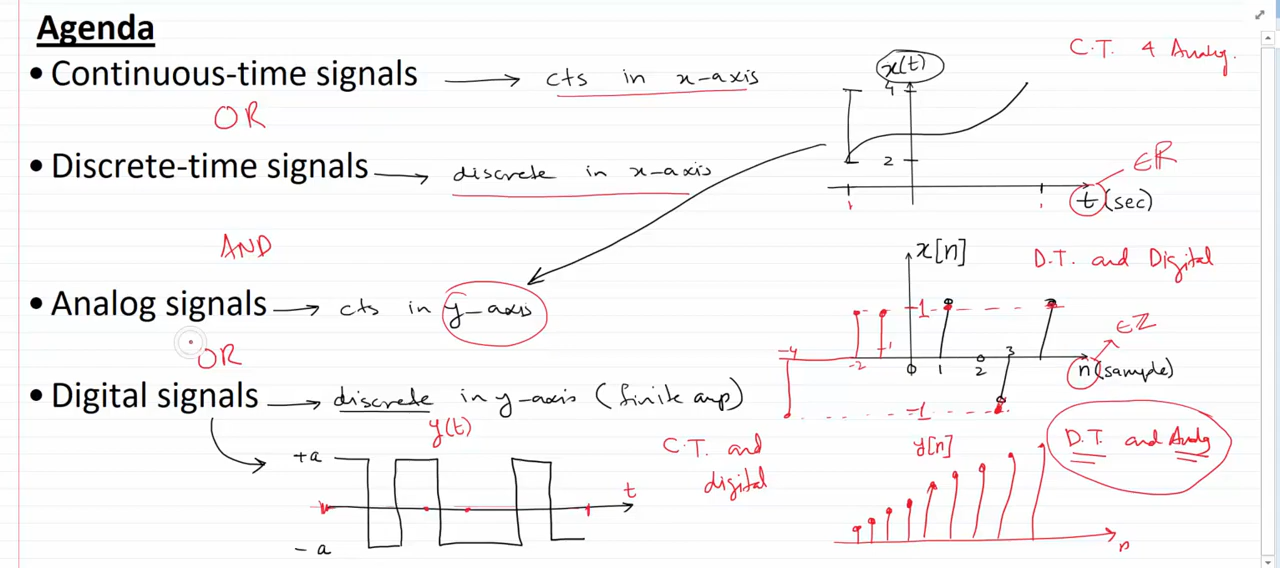 Agenda
• Continuous-time signals → cts in x-axis
OR
• Discrete-time signals → discrete in x-axis
AND
• Analog signals → cts in y-axis
OR
• Digital signals → discrete in y-axis (finite amp)
y(t)
+a
-a
t
C.T. and
digital
C.T. & Analog.
x(t)
4
2
t (sec)
∈ℝ
x[n]
D.T. and Digital
1
-4
-2
-1
0
1
2
3
n (sample)
∈ℤ
-1
y[n]
D.T. and Analog
n